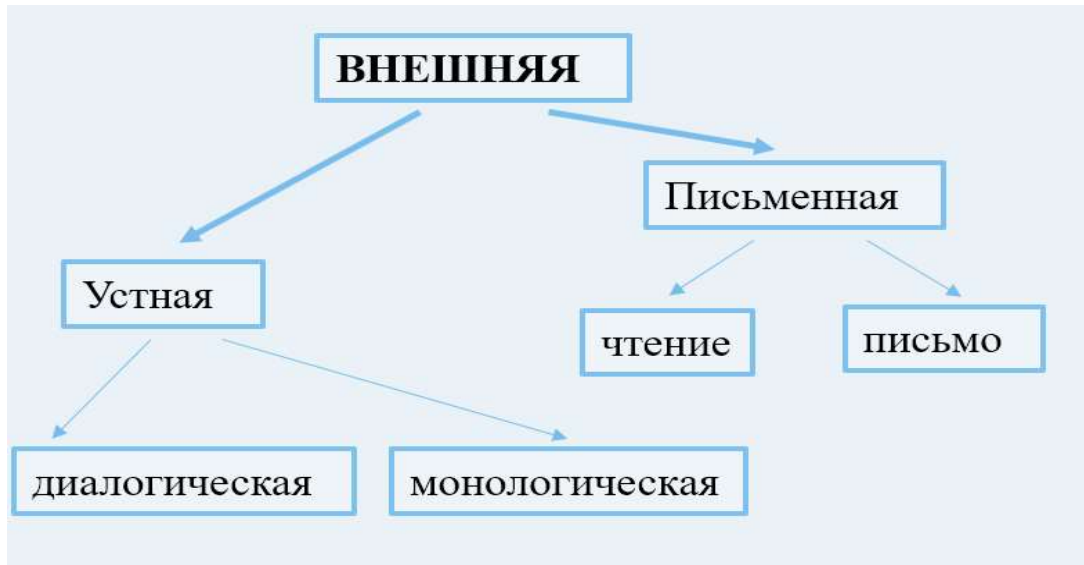 ВНЕШНЯЯ
Письменная
Устная
чтение
письмо
диалогическая
монологическая